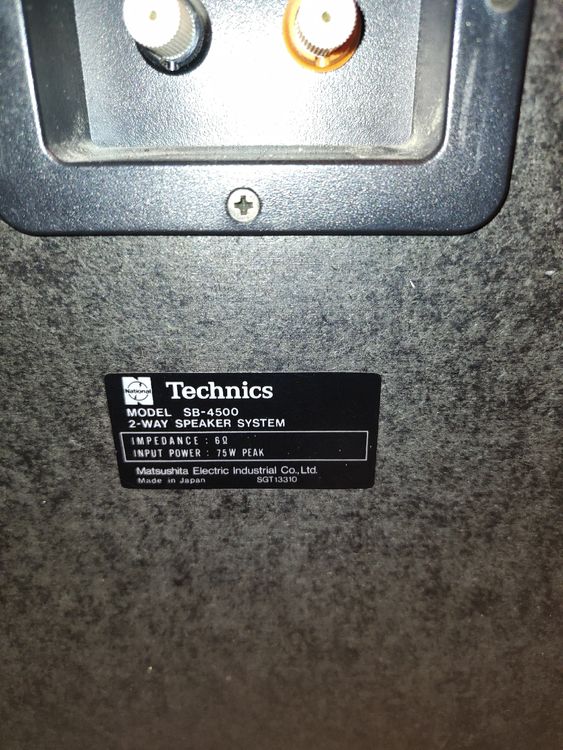 National
Technics
MODEL SB-4500
2-WAY SPEAKER SYSTEM
IMPEDANCE : 6Ω
INPUT POWER : 75W PEAK
Matsushita Electric Industrial Co., Ltd.
Made in Japan SGT13310